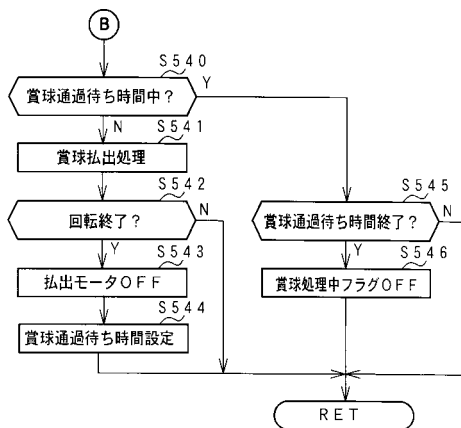 B
S540
賞球通過待ち時間中?
Y
N
S541
賞球払出処理
S542
回転終了?
N
Y
S543
払出モータOFF
S544
賞球通過待ち時間設定
S545
賞球通過待ち時間終了?
N
Y
S546
賞球処理中フラグOFF
RET